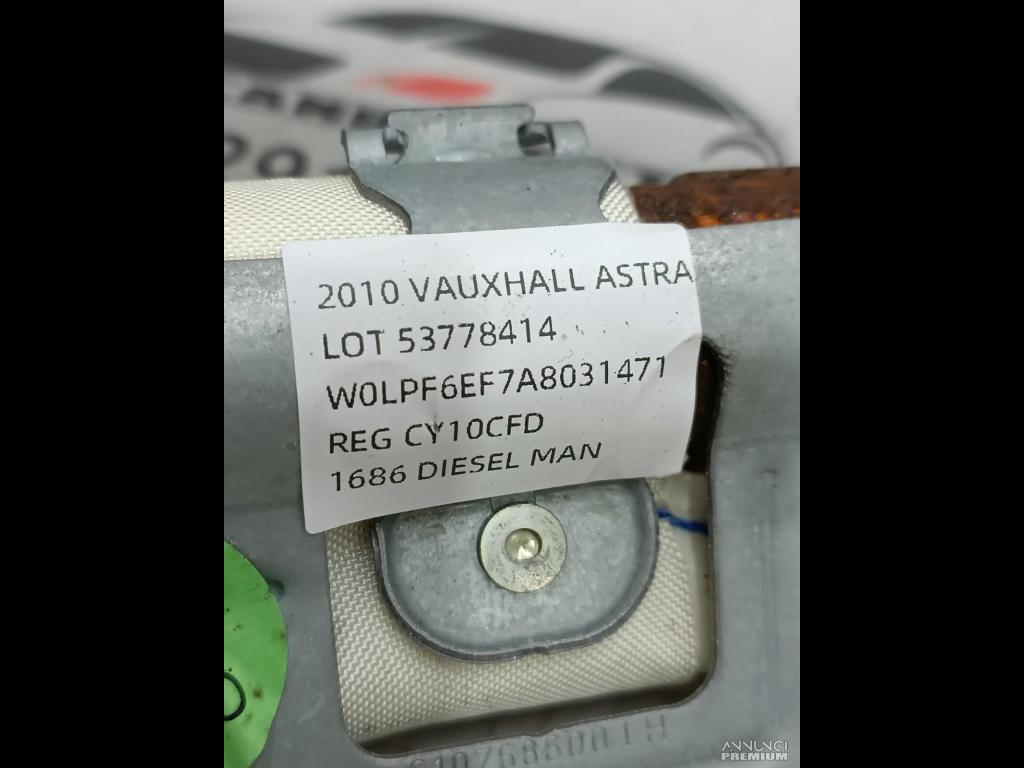 2010 VAUXHALL ASTRA
LOT 53778414
W0LPF6EF7A8031471
REG CY10CFD
1686 DIESEL MAN
ANNUNCI
PREMIUM